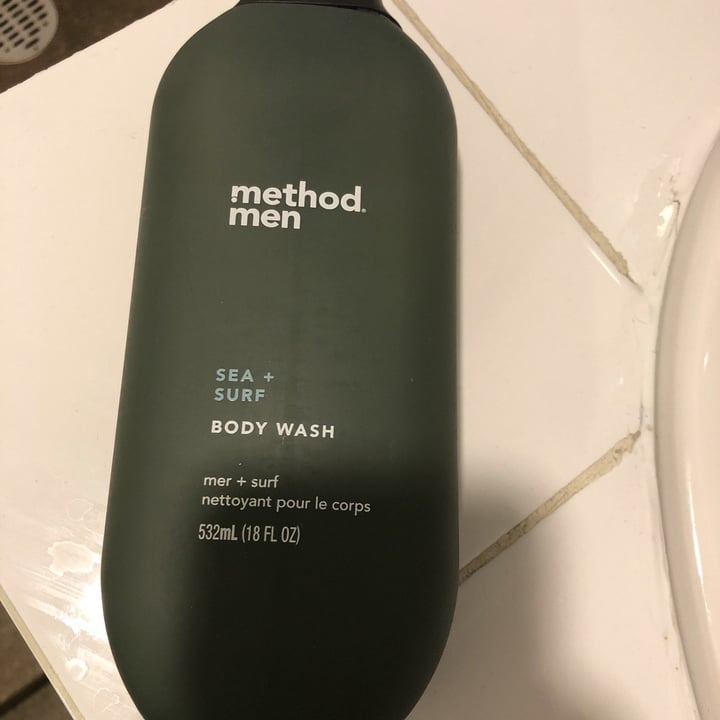 method®
men
SEA +
SURF
BODY WASH
mer + surf
nettoyant pour le corps
532mL (18 FL OZ)